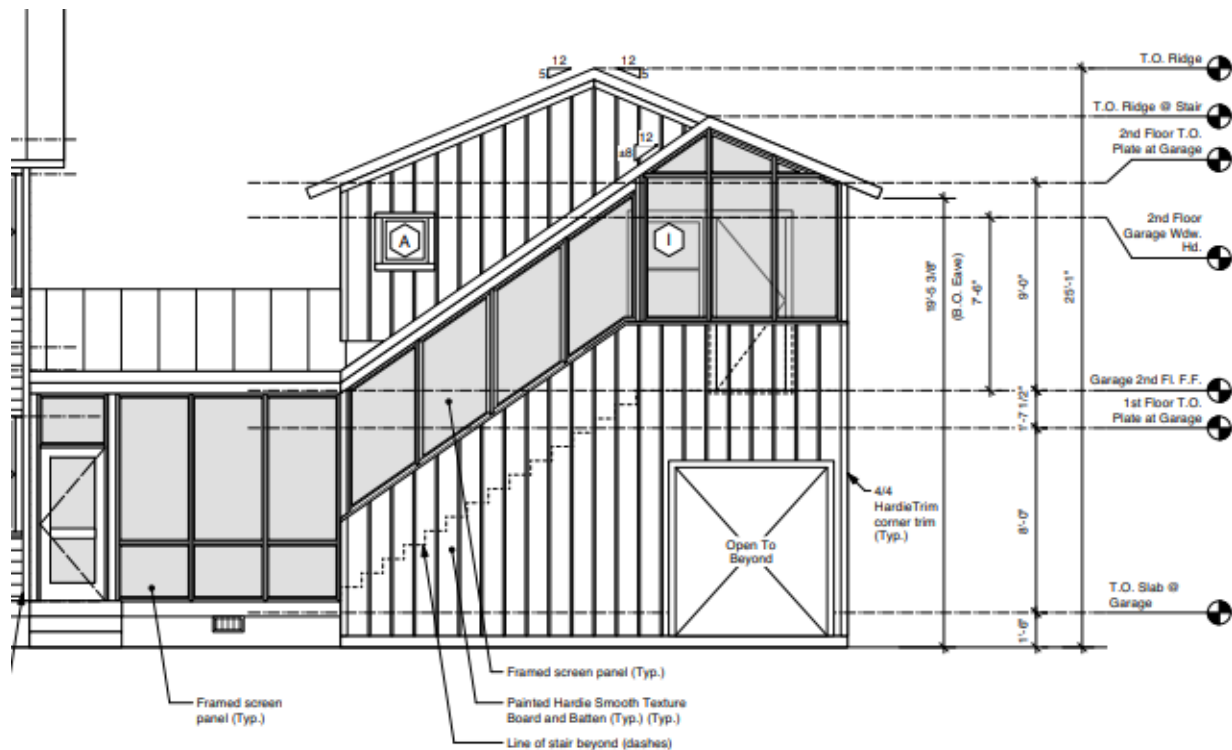 12
12
5
5
T.O. Ridge
T.O. Ridge @ Stair
2nd Floor T.O.
Plate at Garage
12
±8
A
I
2nd Floor
Garage Wdw.
Hd.
19'-5 3/8"
(B.O. Eave)
7'-6"
9'-0"
25'-1"
Garage 2nd Fl. F.F.
1'-7 1/2"
1st Floor T.O.
Plate at Garage
4/4
HardieTrim
corner trim
(Typ.)
8'-0"
Open To
Beyond
T.O. Slab @
Garage
1'-6"
Framed screen panel (Typ.)
Framed screen
panel (Typ.)
Painted Hardie Smooth Texture
Board and Batten (Typ.) (Typ.)
Line of stair beyond (dashes)